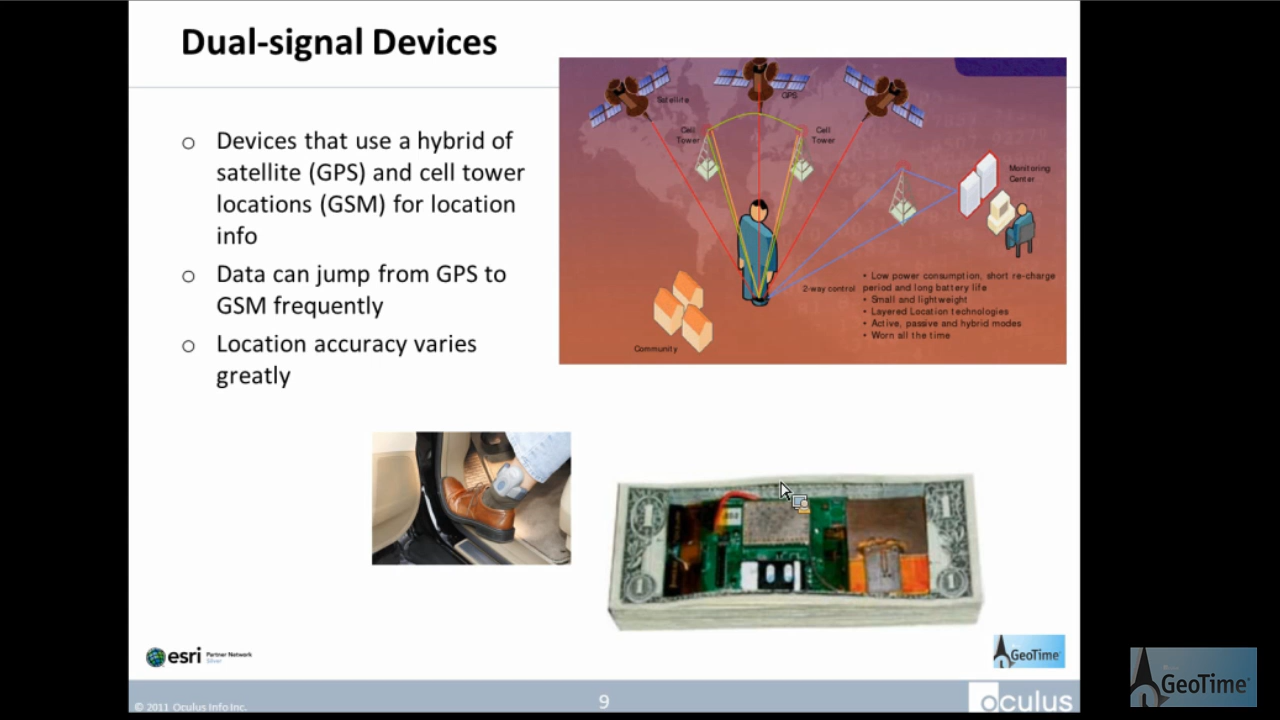 Dual-signal Devices
○ Devices that use a hybrid of
satellite (GPS) and cell tower
locations (GSM) for location
info
○ Data can jump from GPS to
GSM frequently
○ Location accuracy varies
greatly
Satellite
GPS
Cell
Tower
Cell
Tower
Monitoring
Center
2-way control
• Low power consumption, short re-charge
period and long battery life
• Small and lightweight
• Layered Location technologies
• Active, passive and hybrid modes
• Worn all the time
Community
1
1
1
1
esri Partner Network
Silver
GeoTime
© 2011 Oculus Info Inc.
9
oculus
GeoTime